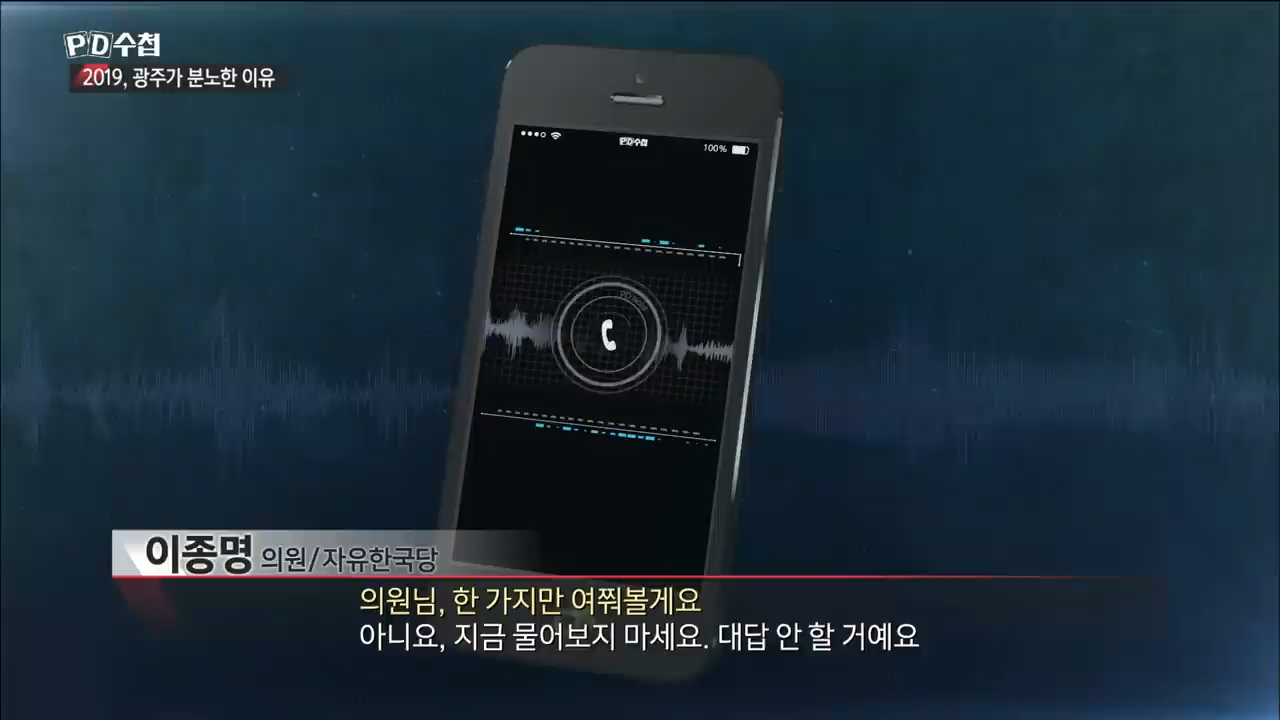 PD수첩
2019, 광주가 분노한 이유
PD수첩
100%
이종명 의원/자유한국당
의원님, 한 가지만 여쭤볼게요
아니요, 지금 물어보지 마세요. 대답 안 할 거예요